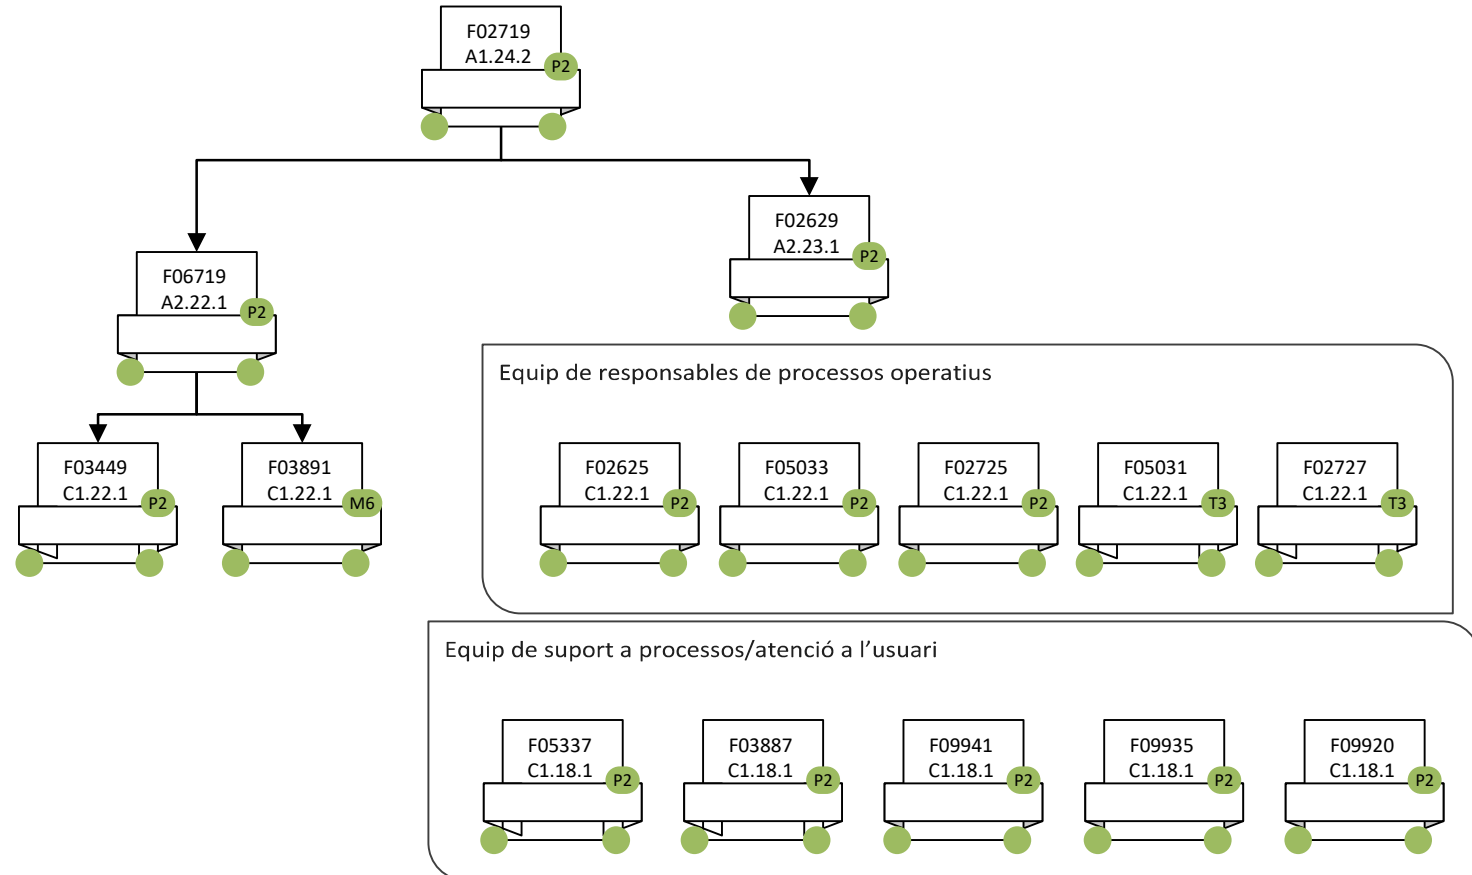 F02719
A1.24.2
P2
F02629
A2.23.1
P2
F06719
A2.22.1
P2
Equip de responsables de processos operatius
F03449
C1.22.1
P2
F03891
C1.22.1
M6
F02625
C1.22.1
P2
F05033
C1.22.1
P2
F02725
C1.22.1
P2
F05031
C1.22.1
T3
F02727
C1.22.1
T3
Equip de suport a processos/atenció a l’usuari
F05337
C1.18.1
P2
F03887
C1.18.1
P2
F09941
C1.18.1
P2
F09935
C1.18.1
P2
F09920
C1.18.1
P2